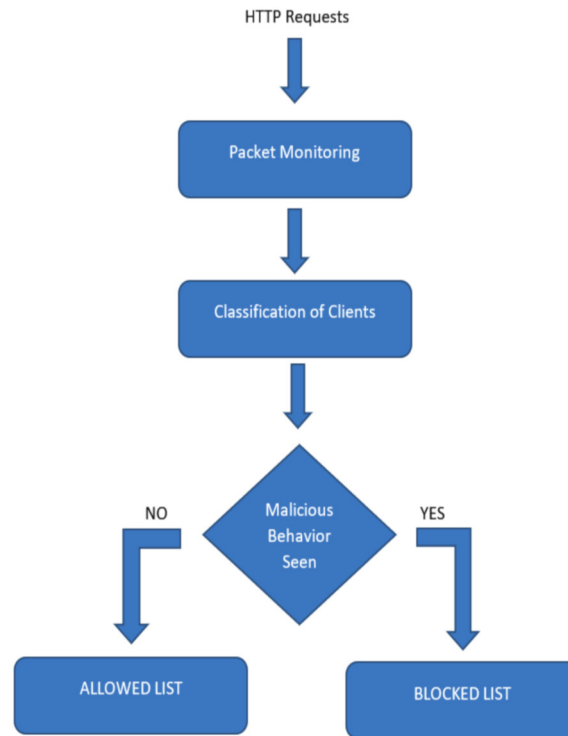 HTTP Requests
Packet Monitoring
Classification of Clients
Malicious
Behavior
Seen
NO
YES
ALLOWED LIST
BLOCKED LIST